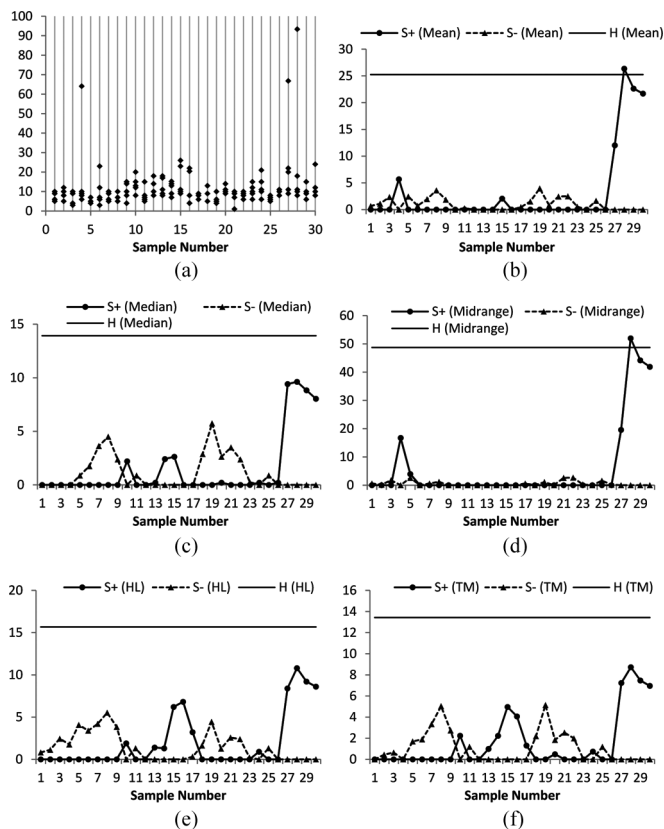 100
90
80
70
60
50
40
30
20
10
0
0 5 10 15 20 25 30
Sample Number
(a)
S+ (Mean) S- (Mean) H (Mean)
30
25
20
15
10
5
0
1 3 5 7 9 11 13 15 17 19 21 23 25 27 29
Sample Number
(b)
S+ (Median) S- (Median)
H (Median)
15
10
5
0
1 3 5 7 9 11 13 15 17 19 21 23 25 27 29
Sample Number
(c)
S+ (Midrange) S- (Midrange)
H (Midrange)
60
50
40
30
20
10
0
1 3 5 7 9 11 13 15 17 19 21 23 25 27 29
Sample Number
(d)
S+ (HL) S- (HL) H (HL)
20
15
10
5
0
1 3 5 7 9 11 13 15 17 19 21 23 25 27 29
Sample Number
(e)
S+ (TM) S- (TM) H (TM)
16
14
12
10
8
6
4
2
0
1 3 5 7 9 11 13 15 17 19 21 23 25 27 29
Sample Number
(f)